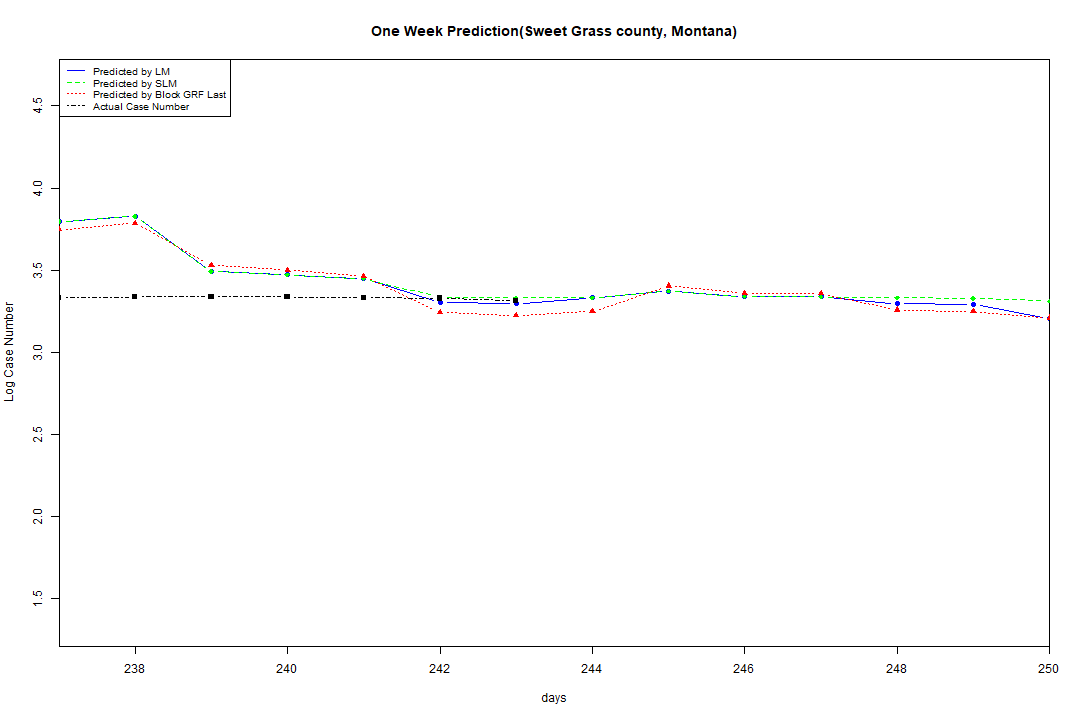 One Week Prediction(Sweet Grass county, Montana)
Predicted by LM
Predicted by SLM
Predicted by Block GRF Last
Actual Case Number
4.5
4.0
3.5
3.0
2.5
2.0
1.5
Log Case Number
238 240 242 244 246 248 250
days